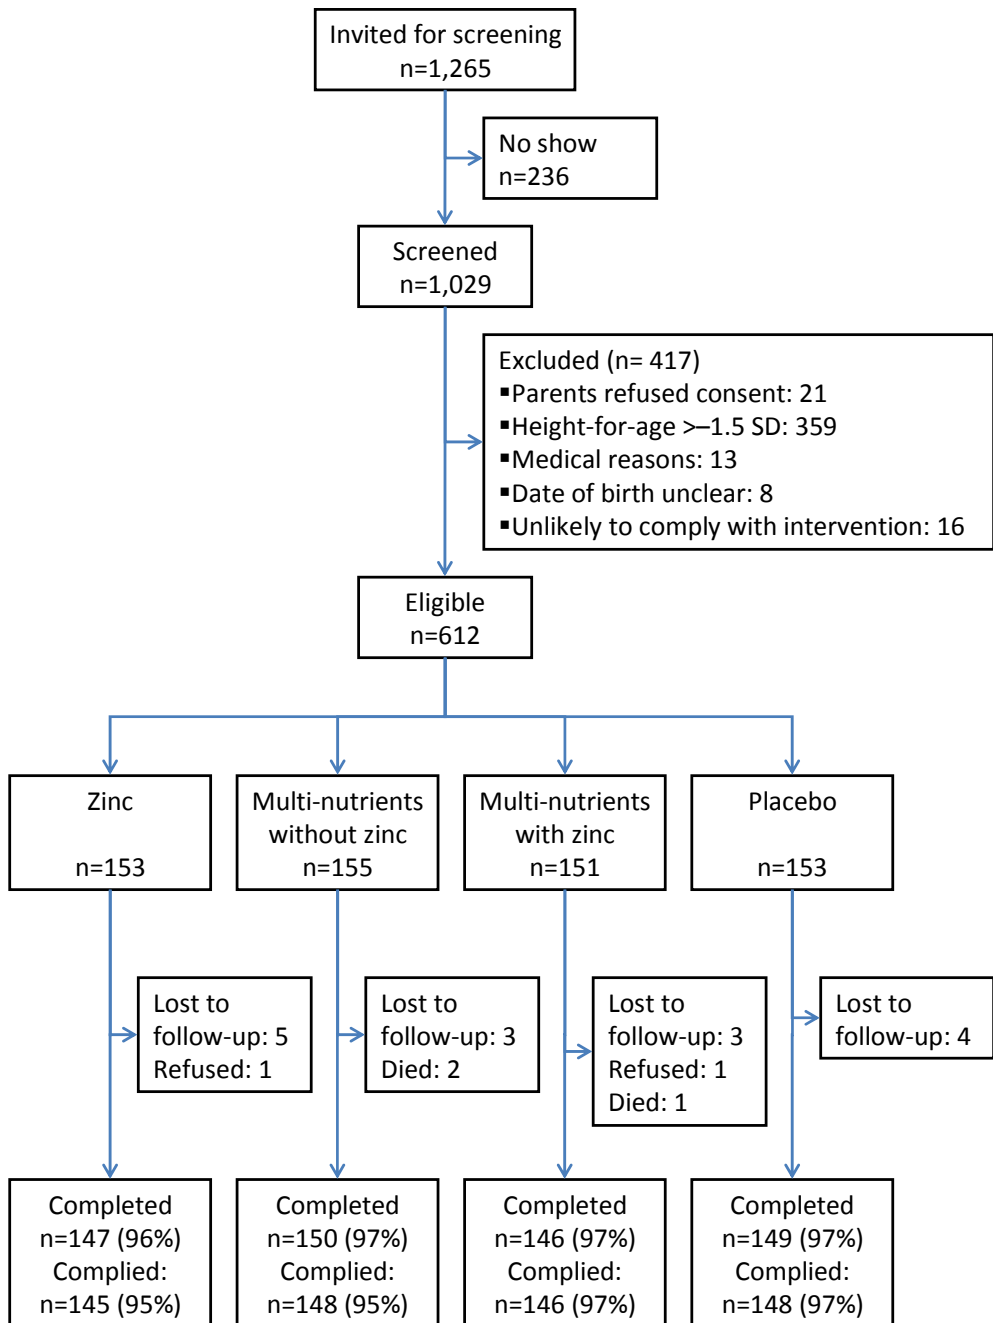 Invited for screening
n=1,265
No show
n=236
Screened
n=1,029
Excluded (n= 417)
▪Parents refused consent: 21
▪Height-for-age >–1.5 SD: 359
▪Medical reasons: 13
▪Date of birth unclear: 8
▪Unlikely to comply with intervention: 16
Eligible
n=612
Zinc
n=153
Multi-nutrients
without zinc
n=155
Multi-nutrients
with zinc
n=151
Placebo
n=153
Lost to
follow-up: 5
Refused: 1
Lost to
follow-up: 3
Died: 2
Lost to
follow-up: 3
Refused: 1
Died: 1
Lost to
follow-up: 4
Completed
n=147 (96%)
Complied:
n=145 (95%)
Completed
n=150 (97%)
Complied:
n=148 (95%)
Completed
n=146 (97%)
Complied:
n=146 (97%)
Completed
n=149 (97%)
Complied:
n=148 (97%)